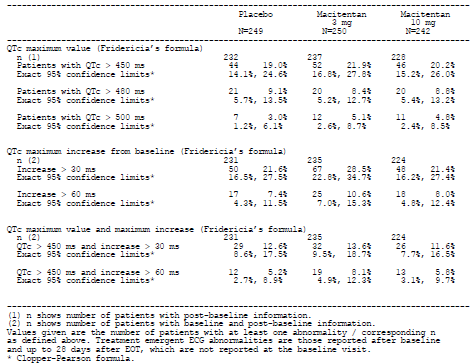 Placebo Macitentan Macitentan
3 mg 10 mg
N=249 N=250 N=242
QTc maximum value (Fridericia's formula)
n (1) 232 237 228
Patients with QTc > 450 ms 44 19.0% 52 21.9% 46 20.2%
Exact 95% confidence limits* 14.1%, 24.6% 16.8%, 27.8% 15.2%, 26.0%
Patients with QTc > 480 ms 21 9.1% 20 8.4% 20 8.8%
Exact 95% confidence limits* 5.7%, 13.5% 5.2%, 12.7% 5.4%, 13.2%
Patients with QTc > 500 ms 7 3.0% 12 5.1% 11 4.8%
Exact 95% confidence limits* 1.2%, 6.1% 2.6%, 8.7% 2.4%, 8.5%
QTc maximum increase from baseline (Fridericia's formula)
n (2) 231 235 224
Increase > 30 ms 50 21.6% 67 28.5% 48 21.4%
Exact 95% confidence limits* 16.5%, 27.5% 22.8%, 34.7% 16.2%, 27.4%
Increase > 60 ms 17 7.4% 25 10.6% 18 8.0%
Exact 95% confidence limits* 4.3%, 11.5% 7.0%, 15.3% 4.8%, 12.4%
QTc maximum value and maximum increase (Fridericia's formula)
n (2) 231 235 224
QTc > 450 ms and increase > 30 ms 29 12.6% 32 13.6% 26 11.6%
Exact 95% confidence limits* 8.6%, 17.5% 9.5%, 18.7% 7.7%, 16.5%
QTc > 450 ms and increase > 60 ms 12 5.2% 19 8.1% 13 5.8%
Exact 95% confidence limits* 2.7%, 8.9% 4.9%, 12.3% 3.1%, 9.7%
(1) n shows number of patients with post-baseline information.
(2) n shows number of patients with baseline and post-baseline information.
Values given are the number of patients with at least one abnormality / corresponding n
as defined above. Treatment emergent ECG abnormalities are those reported after baseline
and up to 28 days after EOT, which are not reported at the baseline visit.
* Clopper-Pearson formula.